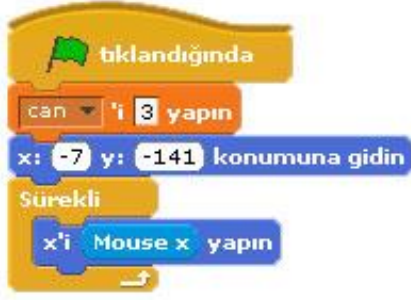 tıklandığında
can 'i 3 yapın
x: -7 y: -141 konumuna gidin
Sürekli
x'i Mouse x yapın